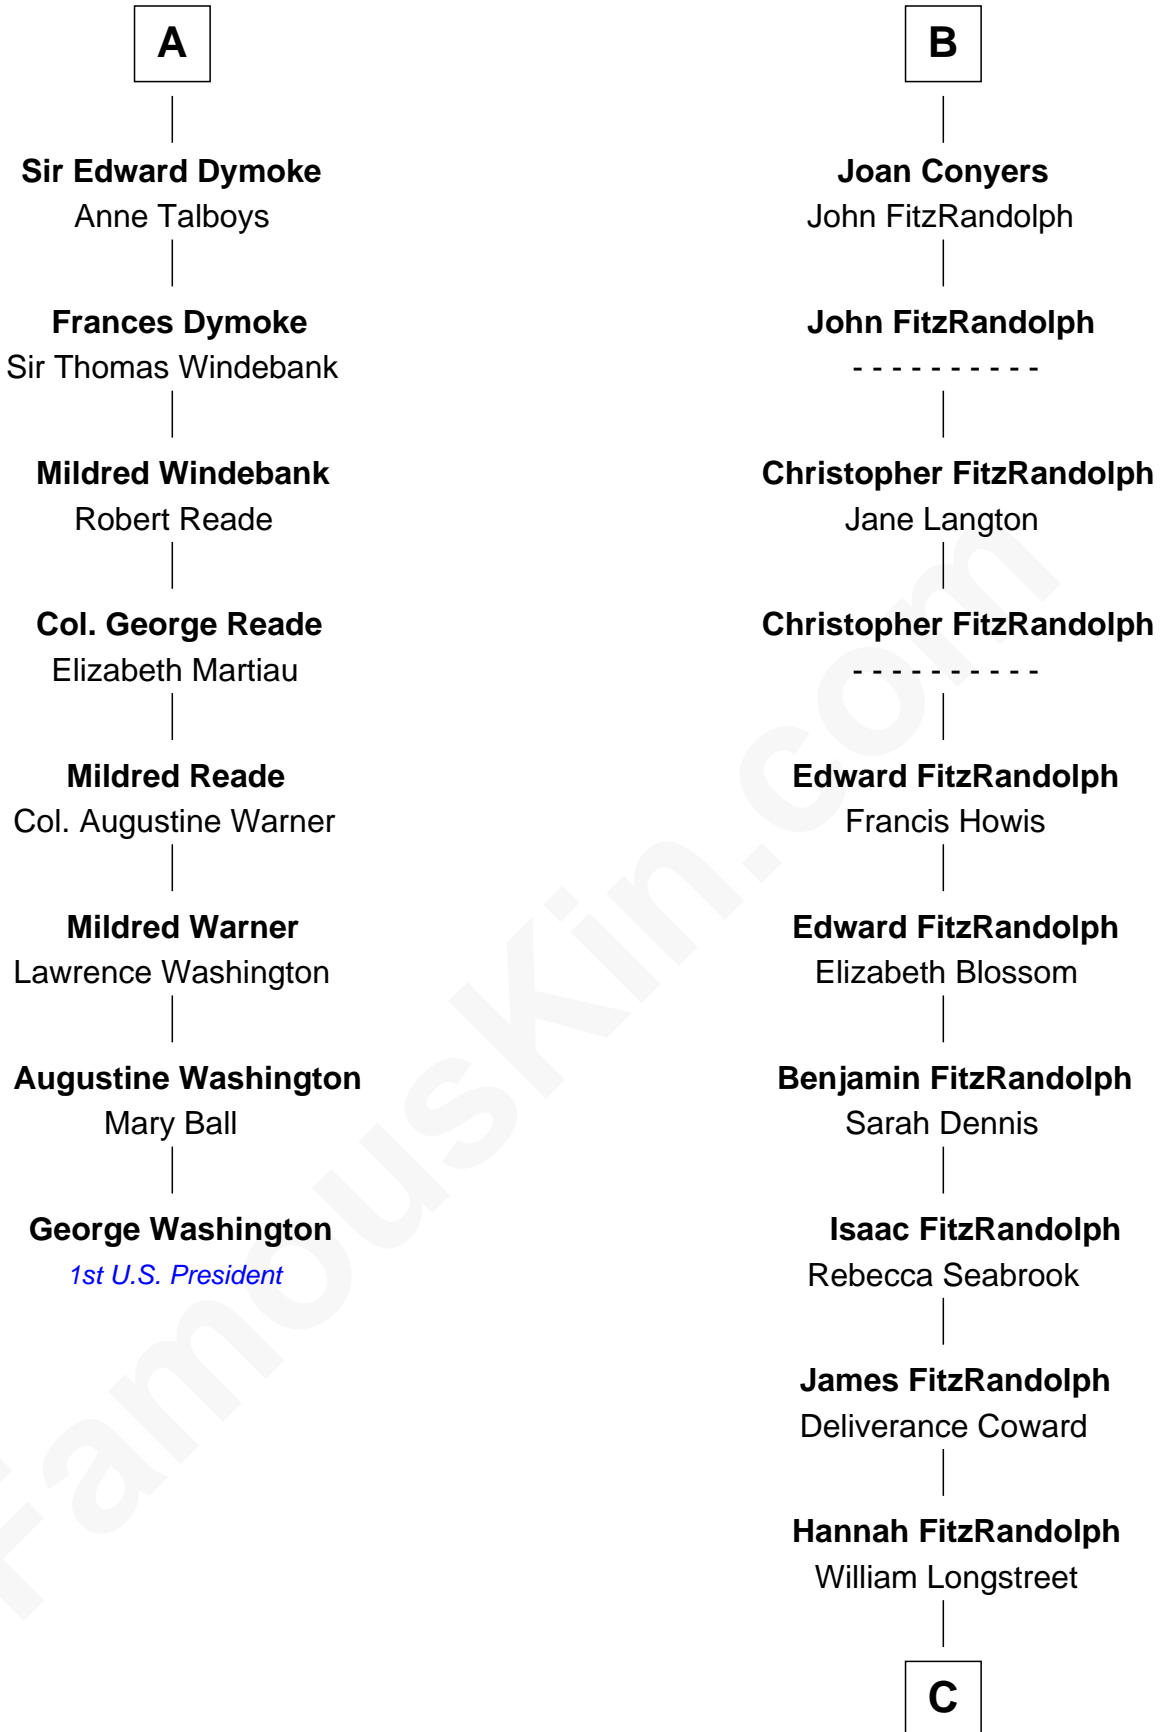 A
Sir Edward Dymoke
Anne Talboys
Frances Dymoke
Sir Thomas Windebank
Mildred Windebank
Robert Reade
Col. George Reade
Elizabeth Martiau
Mildred Reade
Col. Augustine Warner
Mildred Warner
Lawrence Washington
Augustine Washington
Mary Ball
George Washington
1st U.S. President
B
Joan Conyers
John FitzRandolph
John FitzRandolph
- - - - - - - - - -
Christopher FitzRandolph
Jane Langton
Christopher FitzRandolph
- - - - - - - - - -
Edward FitzRandolph
Francis Howis
Edward FitzRandolph
Elizabeth Blossom
Benjamin FitzRandolph
Sarah Dennis
Isaac FitzRandolph
Rebecca Seabrook
James FitzRandolph
Deliverance Coward
Hannah FitzRandolph
William Longstreet
C
FamousKin.com